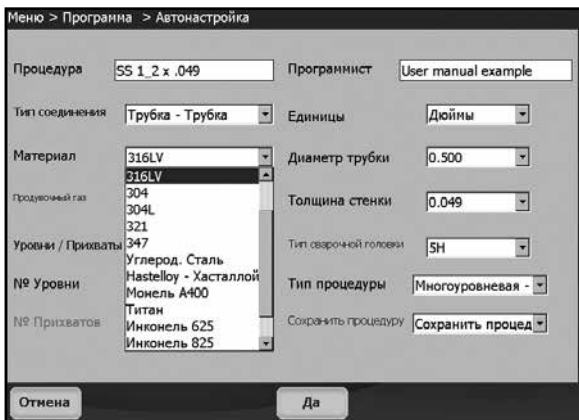 Меню > Программа > Автонастройка
Процедура SS 1_2 x .049 Программист User manual example
Тип соединения Трубка - Трубка Единицы Дюймы
Материал 316LV Диаметр трубки 0.500
316LV
304
Продувочный газ
304L Толщина стенки 0.049
321
Уровни / Прихваты 347 Тип сварочной головки 5H
Углерод. Сталь
№ Уровни Hastelloy - Хасталлой Тип процедуры Многоуровневая -
Монель А400
Титан
№ Прихватов Инконель 625 Сохранить процедуру Сохранить процед
Инконель 825
Отмена Да